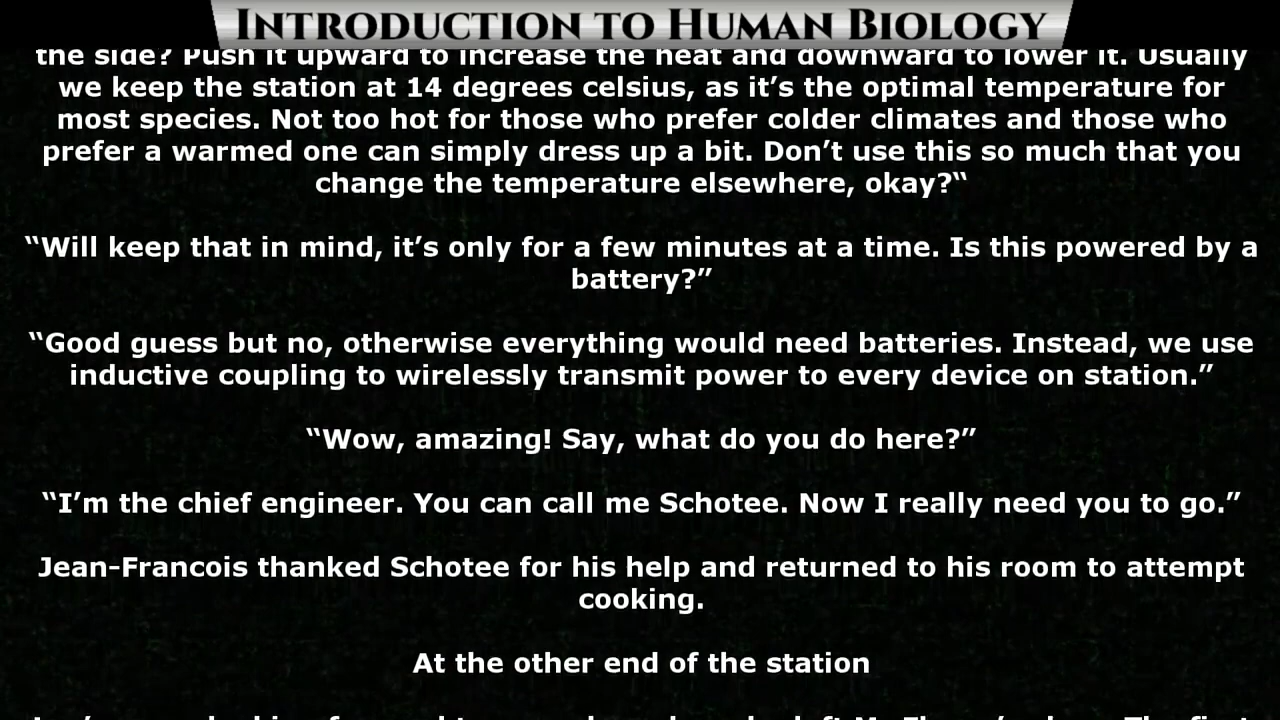 Introduction to Human Biology
the side? Push it upward to increase the heat and downward to lower it. Usually
we keep the station at 14 degrees celsius, as it’s the optimal temperature for
most species. Not too hot for those who prefer colder climates and those who
prefer a warmed one can simply dress up a bit. Don’t use this so much that you
change the temperature elsewhere, okay?“
“Will keep that in mind, it’s only for a few minutes at a time. Is this powered by a
battery?”
“Good guess but no, otherwise everything would need batteries. Instead, we use
inductive coupling to wirelessly transmit power to every device on station.”
“Wow, amazing! Say, what do you do here?”
“I’m the chief engineer. You can call me Schotee. Now I really need you to go.”
Jean-Francois thanked Schotee for his help and returned to his room to attempt
cooking.
At the other end of the station